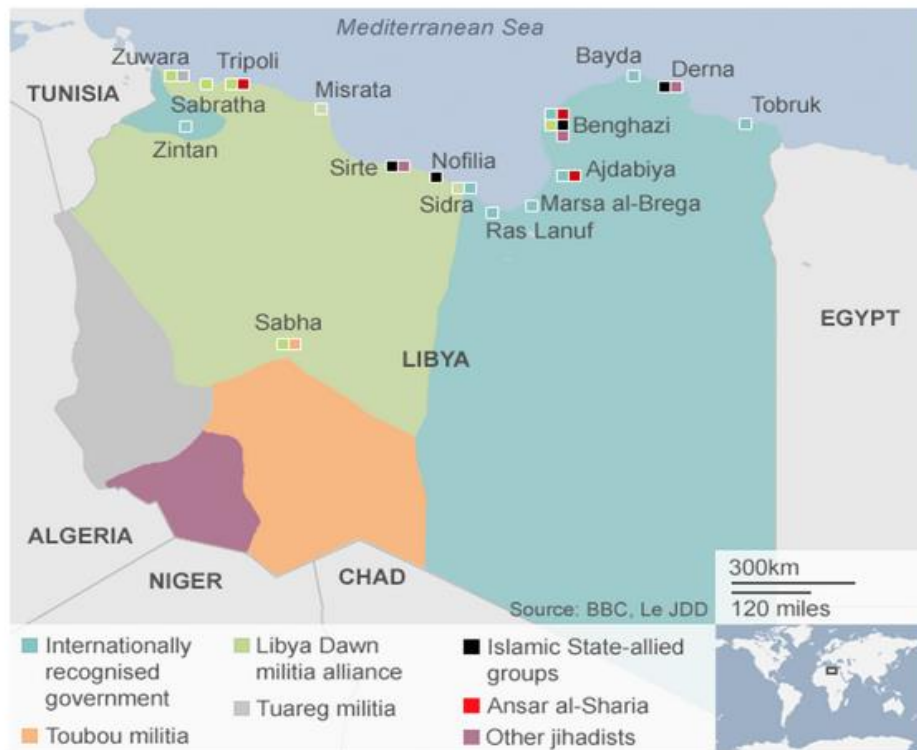 Mediterranean Sea
Zuwara
Tripoli
Bayda
Derna
TUNISIA
Sabratha
Misrata
Tobruk
Benghazi
Zintan
Sirte
Nofilia
Ajdabiya
Sidra
Marsa al-Brega
Ras Lanuf
Sabha
LIBYA
EGYPT
ALGERIA
NIGER
CHAD
300km
120 miles
Source: BBC, Le JDD
Internationally
recognised
government
Toubou militia
Libya Dawn
militia alliance
Tuareg militia
Islamic State-allied
groups
Ansar al-Sharia
Other jihadists